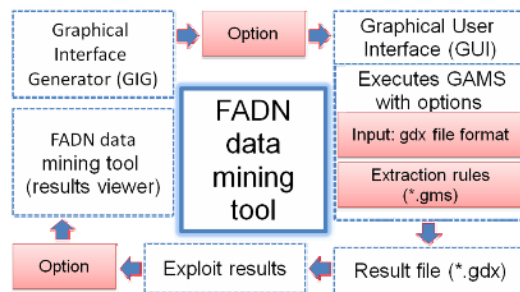 Graphical
Interface
Generator (GIG)
Option
Graphical User
Interface (GUI)
Executes GAMS
with options
Input: gdx file format
Extraction rules
(*.gms)
FADN data
mining tool
(results viewer)
FADN
data
mining
tool
Option
Exploit results
Result file (*.gdx)